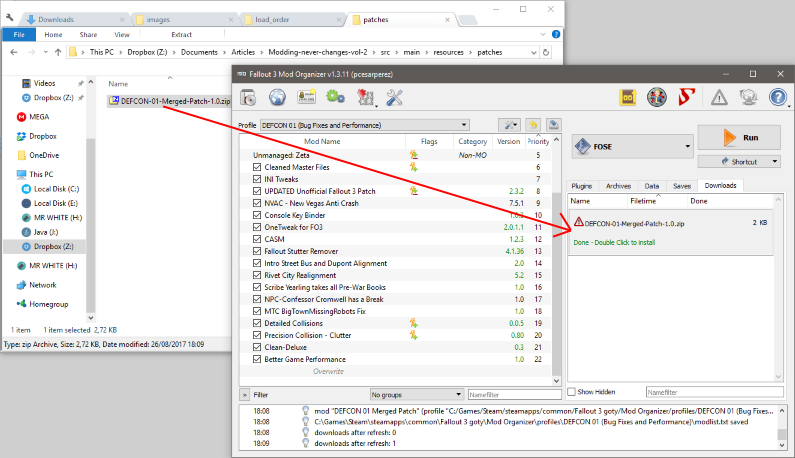 Downloads
images
load_order
patches
File
Home
Share
View
Extract
This PC
Dropbox (Z:)
Documents
Articles
Modding-never-changes-vol-2
src
main
resources
patches
Name
Videos
Dropbox (Z:)
MEGA
Dropbox
OneDrive
This PC
Local Disk (C:)
Local Disk (E:)
MR WHITE (H:)
Java (J:)
Dropbox (Z:)
MR WHITE (H:)
Network
Homegroup
DEFCON-01-Merged-Patch-1.0.zip
1 item 1 item selected 2,72 KB
Type: zip Archive, Size: 2,72 KB, Date modified: 26/08/2017 18:09
Fallout 3 Mod Organizer v1.3.11 (pcesarperez)
Profile DEFCON 01 (Bug Fixes and Performance)
Mod Name Flags Category Version Priority
Unmanaged: Zeta Non-MO 5
Cleaned Master Files 6
INI Tweaks 7
UPDATED Unofficial Fallout 3 Patch 2.3.2 8
NVAC - New Vegas Anti Crash 7.5.1 9
Console Key Binder 10
OneTweak for FO3 2.0.1.1 11
CASM 1.2.3 12
Fallout Stutter Remover 4.1.36 13
Intro Street Bus and Dupont Alignment 2.0 14
Rivet City Realignment 5.2 15
Scribe Yearling takes all Pre-War Books 1.0 16
NPC-Confessor Cromwell has a Break 1.0 17
MTC BigTownMissingRobots Fix 1.0 18
Detailed Collisions 0.0.5 19
Precision Collision - Clutter 0.80 20
Clean-Deluxe 0.3 21
Better Game Performance 1.0 22
Overwrite
» Filter
No groups
Namefilter
FOSE
Run
Shortcut
Plugins Archives Data Saves Downloads
Name Filetime Done
DEFCON-01-Merged-Patch-1.0.zip 2 KB
Done - Double Click to install
Show Hidden
Namefilter
18:08 mod "DEFCON 01 Merged Patch" (profile "C:/Games/Steam/steamapps/common/Fallout 3 goty/Mod Organizer/profiles/DEFCON 01 (Bug Fixes...
18:08 C:\Games\Steam\steamapps\common\Fallout 3 goty\Mod Organizer\profiles\DEFCON 01 (Bug Fixes and Performance)\modlist.txt saved
18:08 downloads after refresh: 0
18:09 downloads after refresh: 1